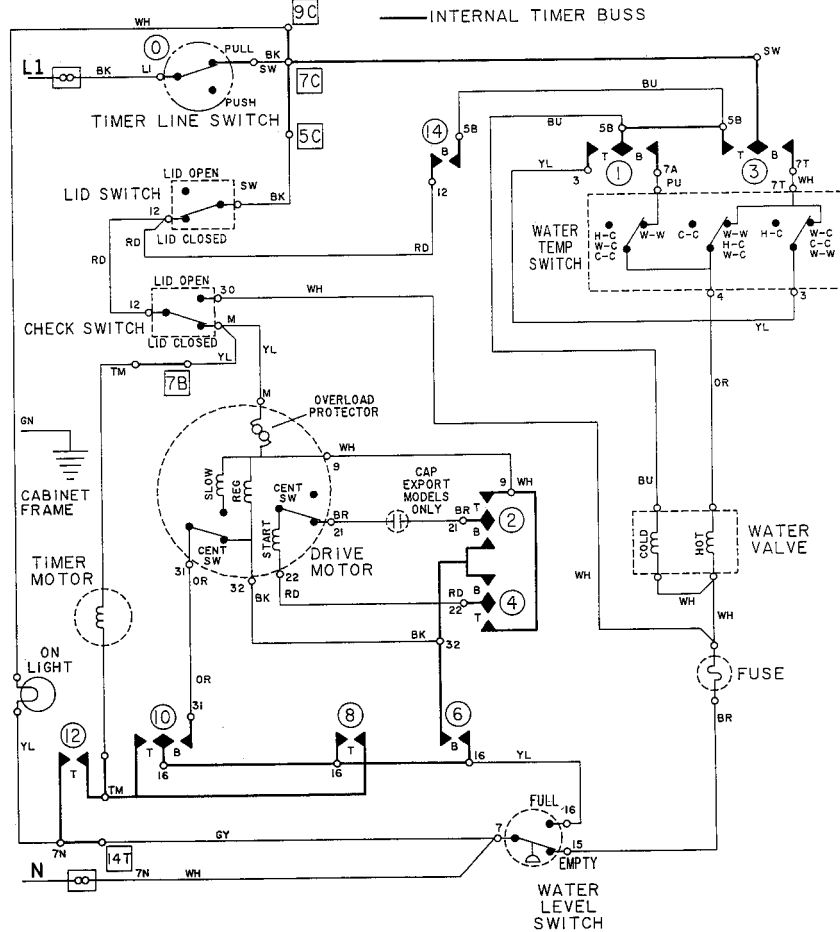 INTERNAL TIMER BUSS
9C
WH
0
PULL
BK
SW
SW
L1
BK
LI
7C
PUSH
TIMER LINE SWITCH
BU
14
5B
BU
5B
5B
5C
B
T
B
T
B
LID OPEN
YL
3
1
7A
PU
3
7T
WH
7T
LID SWITCH
SW
BK
12
12
RD
LID CLOSED
RD
WATER
TEMP
SWITCH
H-C
W-C
C-C
W-W
C-C
W-W
H-C
W-C
H-C
W-C
C-C
W-W
RD
LID OPEN
30
WH
4
3
12
CHECK SWITCH
M
YL
LID CLOSED
YL
YL
TM
7B
M
OR
OVERLOAD
PROTECTOR
GN
WH
9
CABINET
FRAME
SLOW
REG
CENT
SW
CAP
EXPORT
MODELS
ONLY
9
WH
T
BU
START
BR
21
BR
21
2
B
COLD
HOT
WATER
VALVE
CENT
SW
DRIVE
MOTOR
TIMER
MOTOR
31
OR
32
BK
22
RD
RD
22
B
4
T
WH
WH
WH
BK
32
ON
LIGHT
OR
FUSE
31
BR
12
10
8
6
YL
T
T
B
T
B
16
16
16
YL
TM
FULL
16
7
GY
15
EMPTY
7N
14T
N
7N
WH
WATER
LEVEL
SWITCH